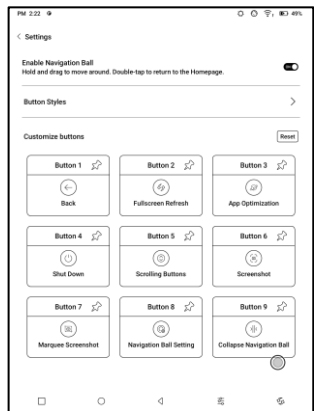 PM 2:22
49%
Settings
Enable Navigation Ball
Hold and drag to move around. Double-tap to return to the Homepage.
Button Styles
Customize buttons
Reset
Button 1
Button 2
Button 3
Back
Fullscreen Refresh
App Optimization
Button 4
Button 5
Button 6
Shut Down
Scrolling Buttons
Screenshot
Button 7
Button 8
Button 9
Marquee Screenshot
Navigation Ball Setting
Collapse Navigation Ball